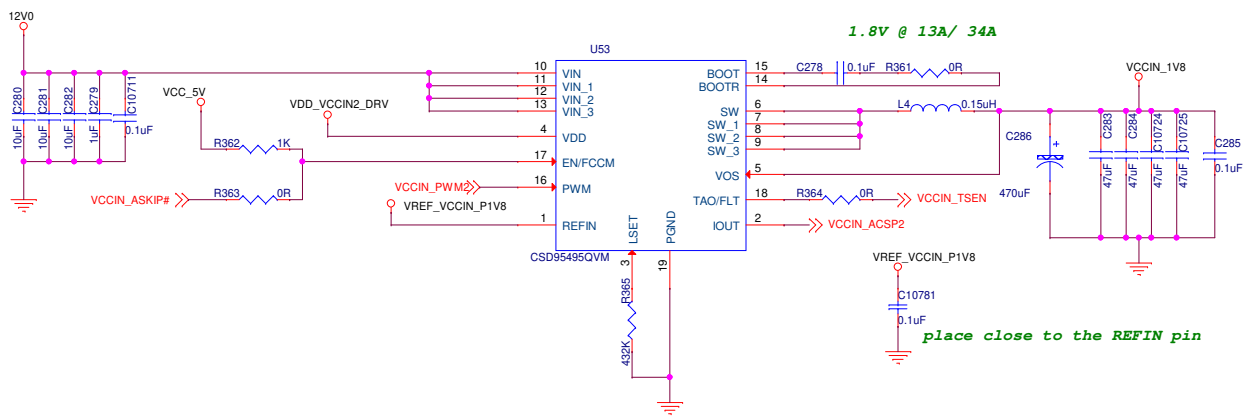 12V0
1.8V @ 13A/ 34A
U53
C280
10uF
C281
10uF
C282
10uF
C279
1uF
C10711
0.1uF
VCC_5V
VDD_VCCIN2_DRV
R362
1K
VCCIN_ASKIP#
R363
0R
VCCIN_PWM2
VREF_VCCIN_P1V8
10
VIN
11
VIN_1
12
VIN_2
13
VIN_3
4
VDD
17
EN/FCCM
16
PWM
1
REFIN
LSET
3
PGND
19
CSD95495QVM
BOOT
15
BOOTR
14
SW
6
SW_1
7
SW_2
8
SW_3
9
VOS
5
TAO/FLT
18
IOUT
2
C278
0.1uF
R361
0R
L4
0.15uH
VCCIN_1V8
C286
+
470uF
C283
47uF
C284
47uF
C10724
47uF
C10725
47uF
C285
0.1uF
R364
0R
VCCIN_TSEN
VCCIN_ACSP2
R365
432K
VREF_VCCIN_P1V8
C10781
0.1uF
place close to the REFIN pin